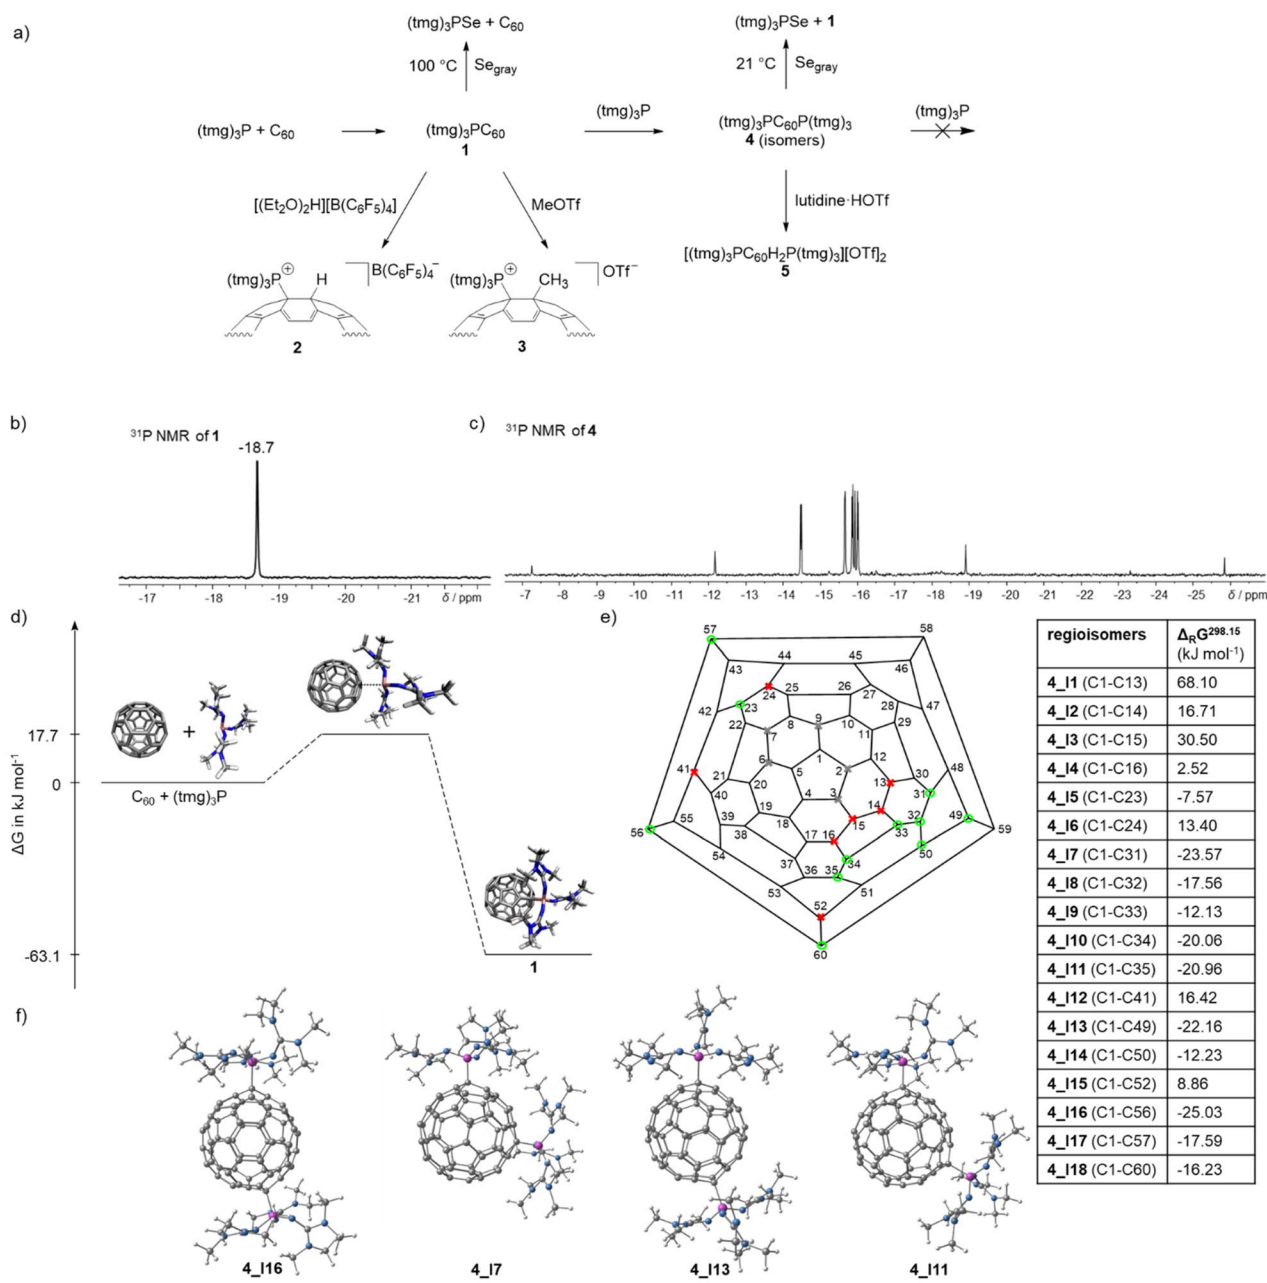 a)
(tmg)₃PSe + C₆₀
(tmg)₃PSe + 1
100 °C
Se_gray
21 °C
Se_gray
(tmg)₃P + C₆₀
(tmg)₃PC₆₀
1
(tmg)₃P
(tmg)₃PC₆₀P(tmg)₃
4 (isomers)
(tmg)₃P
[(Et₂O)₂H][B(C₆F₅)₄]
MeOTf
lutidine·HOTf
[(tmg)₃PC₆₀H₂P(tmg)₃][OTf]₂
5
(tmg)₃P⊕
H
B(C₆F₅)₄⁻
2
(tmg)₃P⊕
CH₃
OTf⁻
3
b)
³¹P NMR of 1
-18.7
-17 -18 -19 -20 -21 δ / ppm
c)
³¹P NMR of 4
-7 -8 -9 -10 -11 -12 -13 -14 -15 -16 -17 -18 -19 -20 -21 -22 -23 -24 -25 δ / ppm
d)
ΔG in kJ mol⁻¹
17.7
0
-63.1
+
C₆₀ + (tmg)₃P
1
e)
57 58
44 45
43 46
24 25 26 27
42 23 28 47
22 8 9 10 29
7 11
1
41 6 5 2 12 48
21 20 13 30
40 4 3 31
39 19 14 32 49
56 55 18 15 33 59
38 17 16 50
54 37 34
36 35
53 51
52
60
regioisomers Δ_RG²⁹⁸·¹⁵
(kJ mol⁻¹)
4_I1 (C1-C13) 68.10
4_I2 (C1-C14) 16.71
4_I3 (C1-C15) 30.50
4_I4 (C1-C16) 2.52
4_I5 (C1-C23) -7.57
4_I6 (C1-C24) 13.40
4_I7 (C1-C31) -23.57
4_I8 (C1-C32) -17.56
4_I9 (C1-C33) -12.13
4_I10 (C1-C34) -20.06
4_I11 (C1-C35) -20.96
4_I12 (C1-C41) 16.42
4_I13 (C1-C49) -22.16
4_I14 (C1-C50) -12.23
4_I15 (C1-C52) 8.86
4_I16 (C1-C56) -25.03
4_I17 (C1-C57) -17.59
4_I18 (C1-C60) -16.23
f)
4_I16
4_I7
4_I13
4_I11